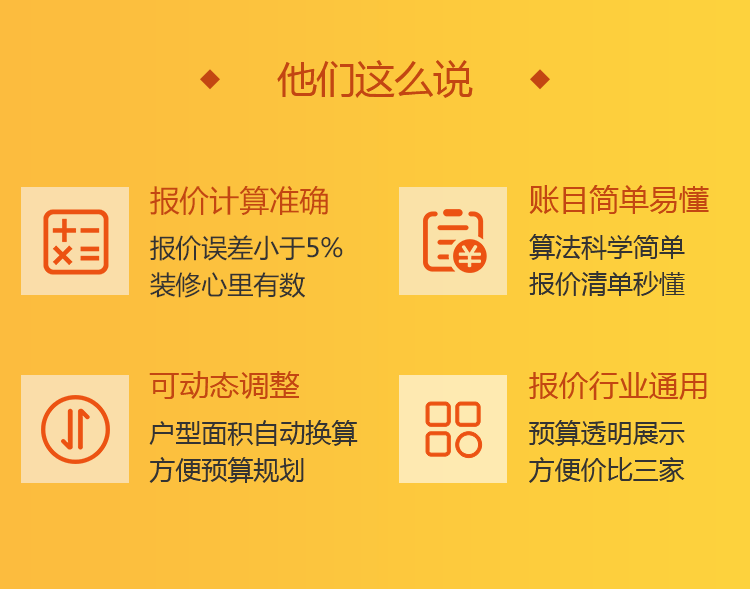 他们这么说
报价计算准确
报价误差小于5%
装修心里有数
账目简单易懂
算法科学简单
报价清单秒懂
可动态调整
户型面积自动换算
方便预算规划
报价行业通用
预算透明展示
方便价比三家